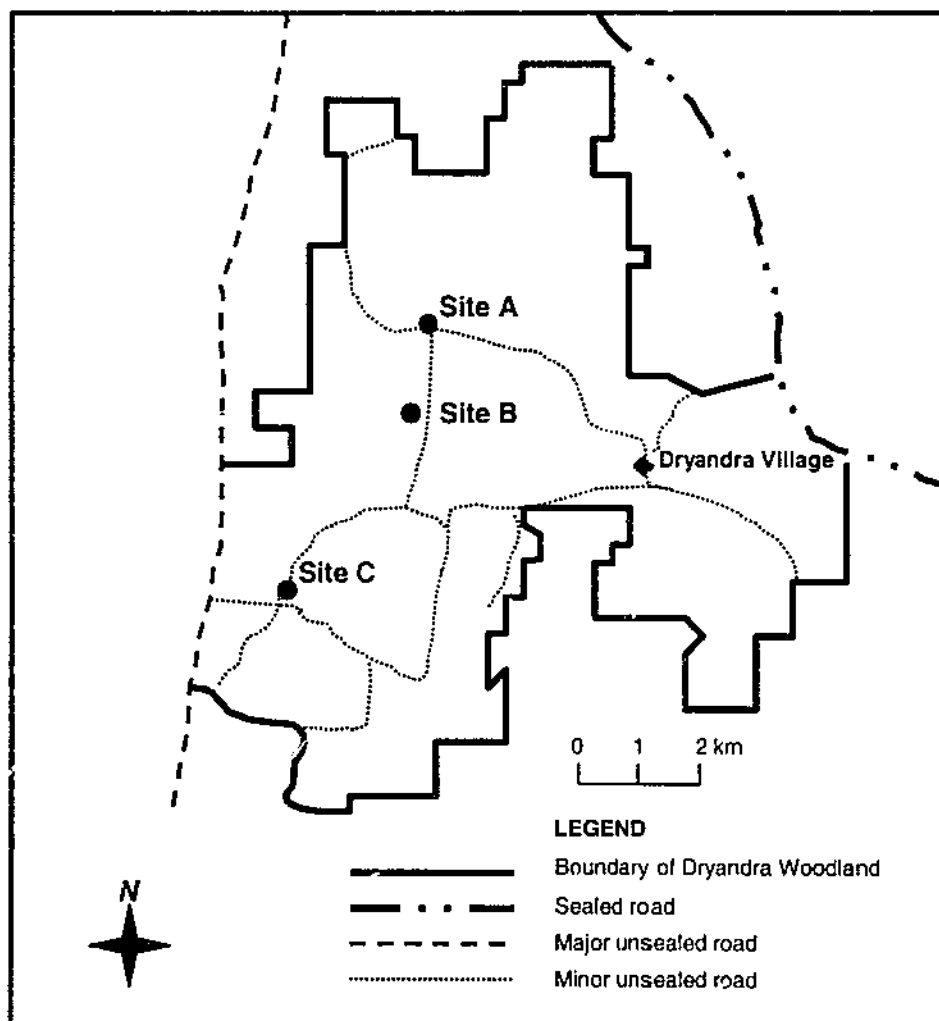 Site A
Site B
Dryandra Village
Site C
0 1 2 km
LEGEND
Boundary of Dryandra Woodland
Sealed road
Major unsealed road
Minor unsealed road
N